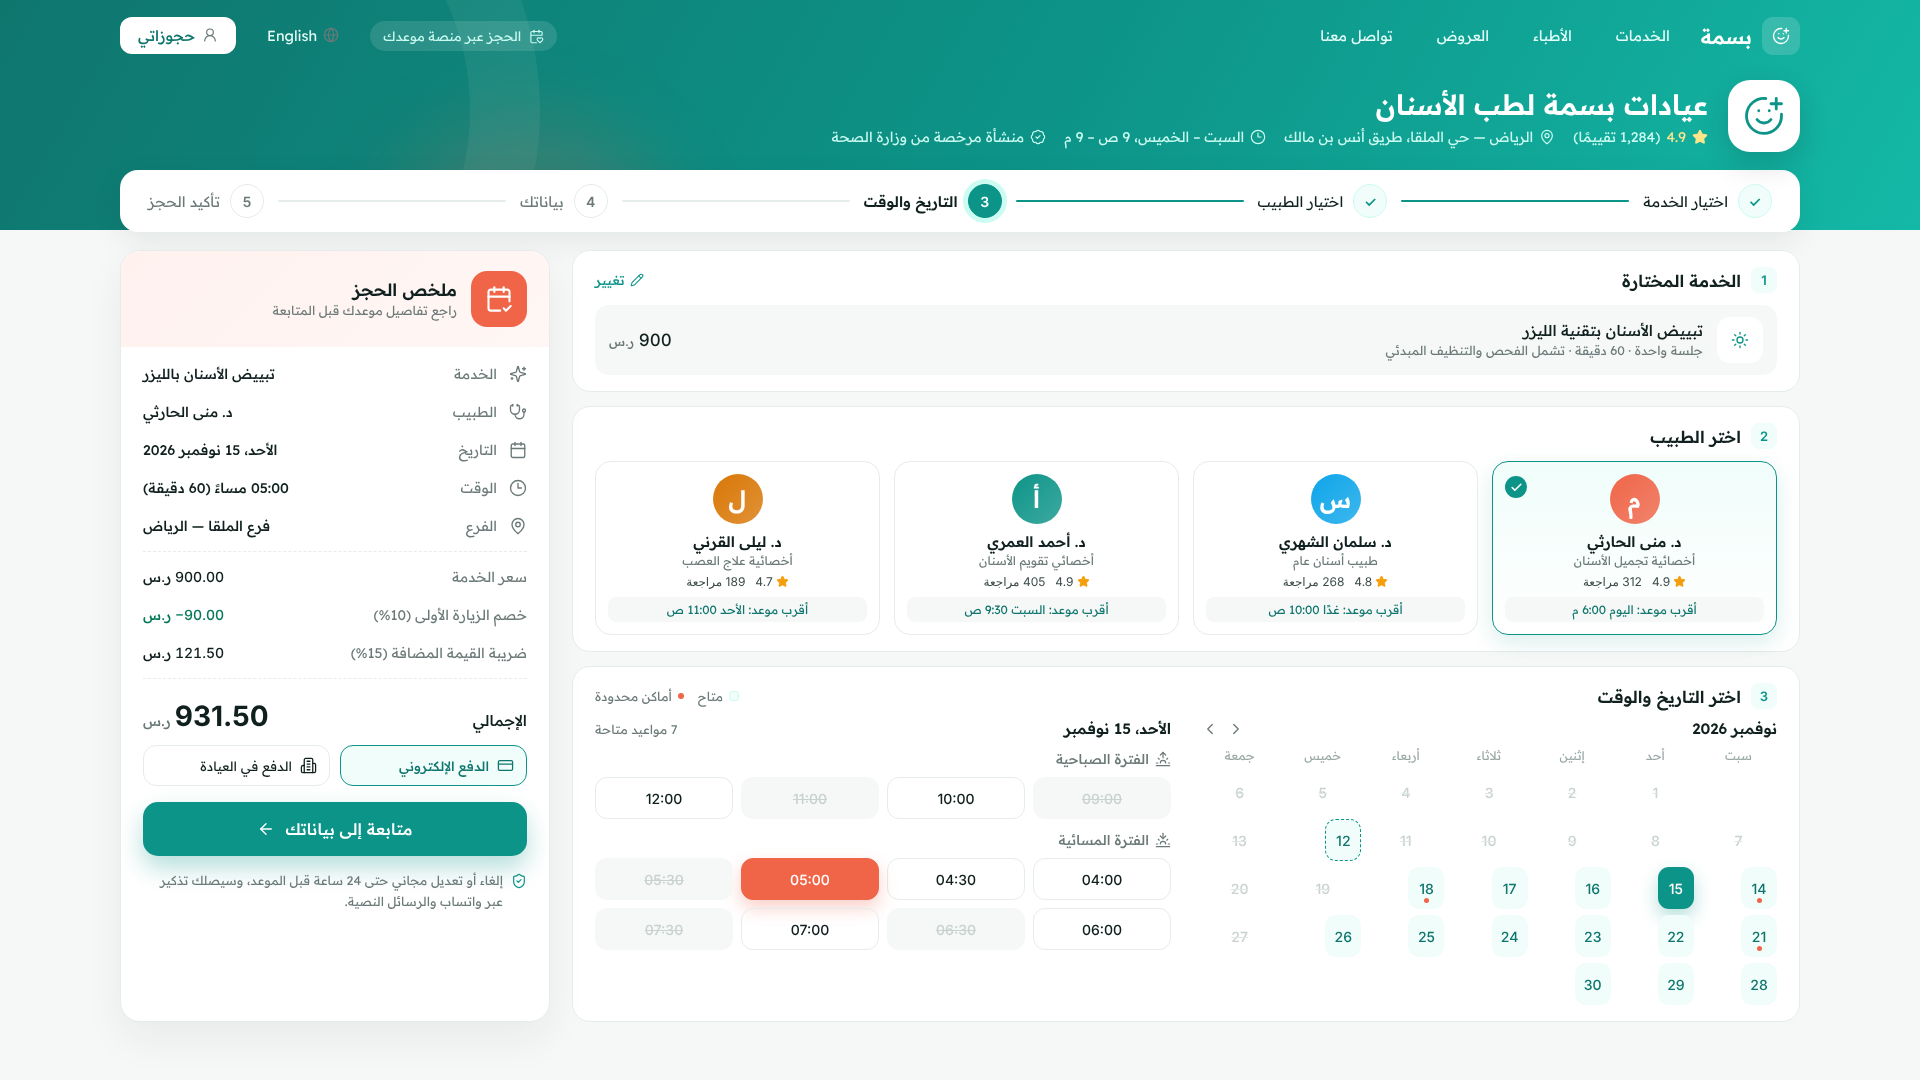 بسمة
الخدمات
الأطباء
العروض
تواصل معنا
الحجز عبر منصة موعدك
English
حجوزاتي
عيادات بسمة لطب الأسنان
4.9 (1,284 تقييمًا)
الرياض — حي الملقا، طريق أنس بن مالك
السبت – الخميس، 9 ص – 9 م
منشأة مرخصة من وزارة الصحة
اختيار الخدمة
اختيار الطبيب
3 التاريخ والوقت
4 بياناتك
5 تأكيد الحجز
1 الخدمة المختارة
تغيير
تبييض الأسنان بتقنية الليزر
جلسة واحدة · 60 دقيقة · تشمل الفحص والتنظيف المبدئي
900 ر.س
2 اختر الطبيب
م
د. منى الحارثي
أخصائية تجميل الأسنان
4.9 312 مراجعة
أقرب موعد: اليوم 6:00 م
س
د. سلمان الشهري
طبيب أسنان عام
4.8 268 مراجعة
أقرب موعد: غدًا 10:00 ص
أ
د. أحمد العمري
أخصائي تقويم الأسنان
4.9 405 مراجعة
أقرب موعد: السبت 9:30 ص
ل
د. ليلى القرني
أخصائية علاج العصب
4.7 189 مراجعة
أقرب موعد: الأحد 11:00 ص
3 اختر التاريخ والوقت
متاح
أماكن محدودة
نوفمبر 2026
سبت أحد إثنين ثلاثاء أربعاء خميس جمعة
1 2 3 4 5 6
7 8 9 10 11 12 13
14 15 16 17 18 19 20
21 22 23 24 25 26 27
28 29 30
الأحد، 15 نوفمبر
7 مواعيد متاحة
الفترة الصباحية
09:00 10:00 11:00 12:00
الفترة المسائية
04:00 04:30 05:00 05:30
06:00 06:30 07:00 07:30
ملخص الحجز
راجع تفاصيل موعدك قبل المتابعة
الخدمة تبييض الأسنان بالليزر
الطبيب د. منى الحارثي
التاريخ الأحد، 15 نوفمبر 2026
الوقت 05:00 مساءً (60 دقيقة)
الفرع فرع الملقا — الرياض
سعر الخدمة 900.00 ر.س
خصم الزيارة الأولى (10%) −90.00 ر.س
ضريبة القيمة المضافة (15%) 121.50 ر.س
الإجمالي 931.50 ر.س
الدفع الإلكتروني
الدفع في العيادة
متابعة إلى بياناتك
إلغاء أو تعديل مجاني حتى 24 ساعة قبل الموعد، وسيصلك تذكير
عبر واتساب والرسائل النصية.